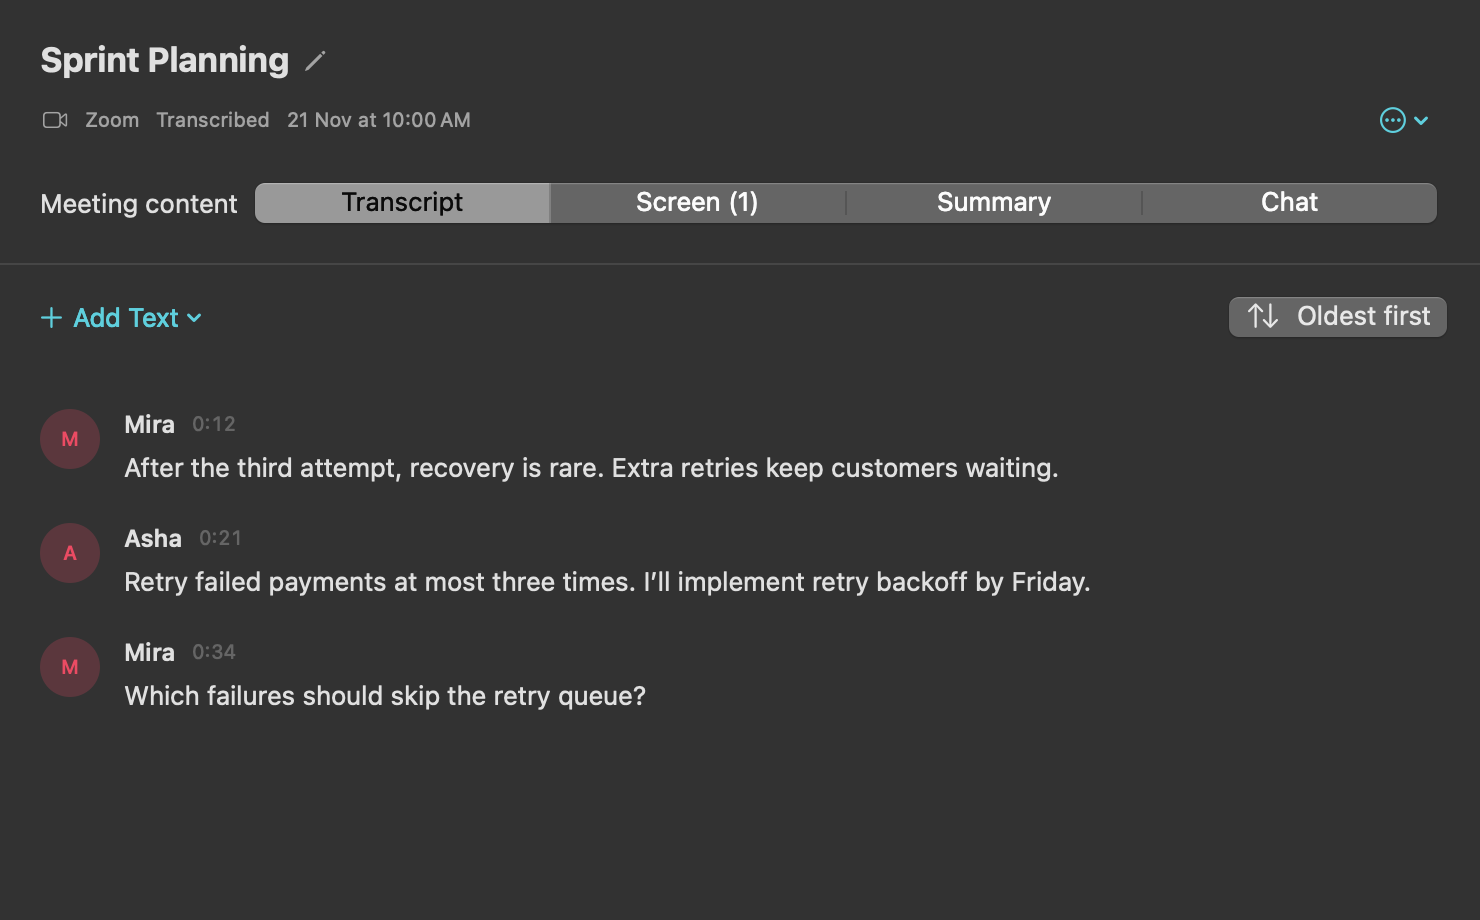 Sprint Planning
Zoom Transcribed 21 Nov at 10:00 AM
Meeting content Transcript Screen (1) Summary Chat
Add Text Oldest first
M Mira 0:12
After the third attempt, recovery is rare. Extra retries keep customers waiting.
A Asha 0:21
Retry failed payments at most three times. I’ll implement retry backoff by Friday.
M Mira 0:34
Which failures should skip the retry queue?